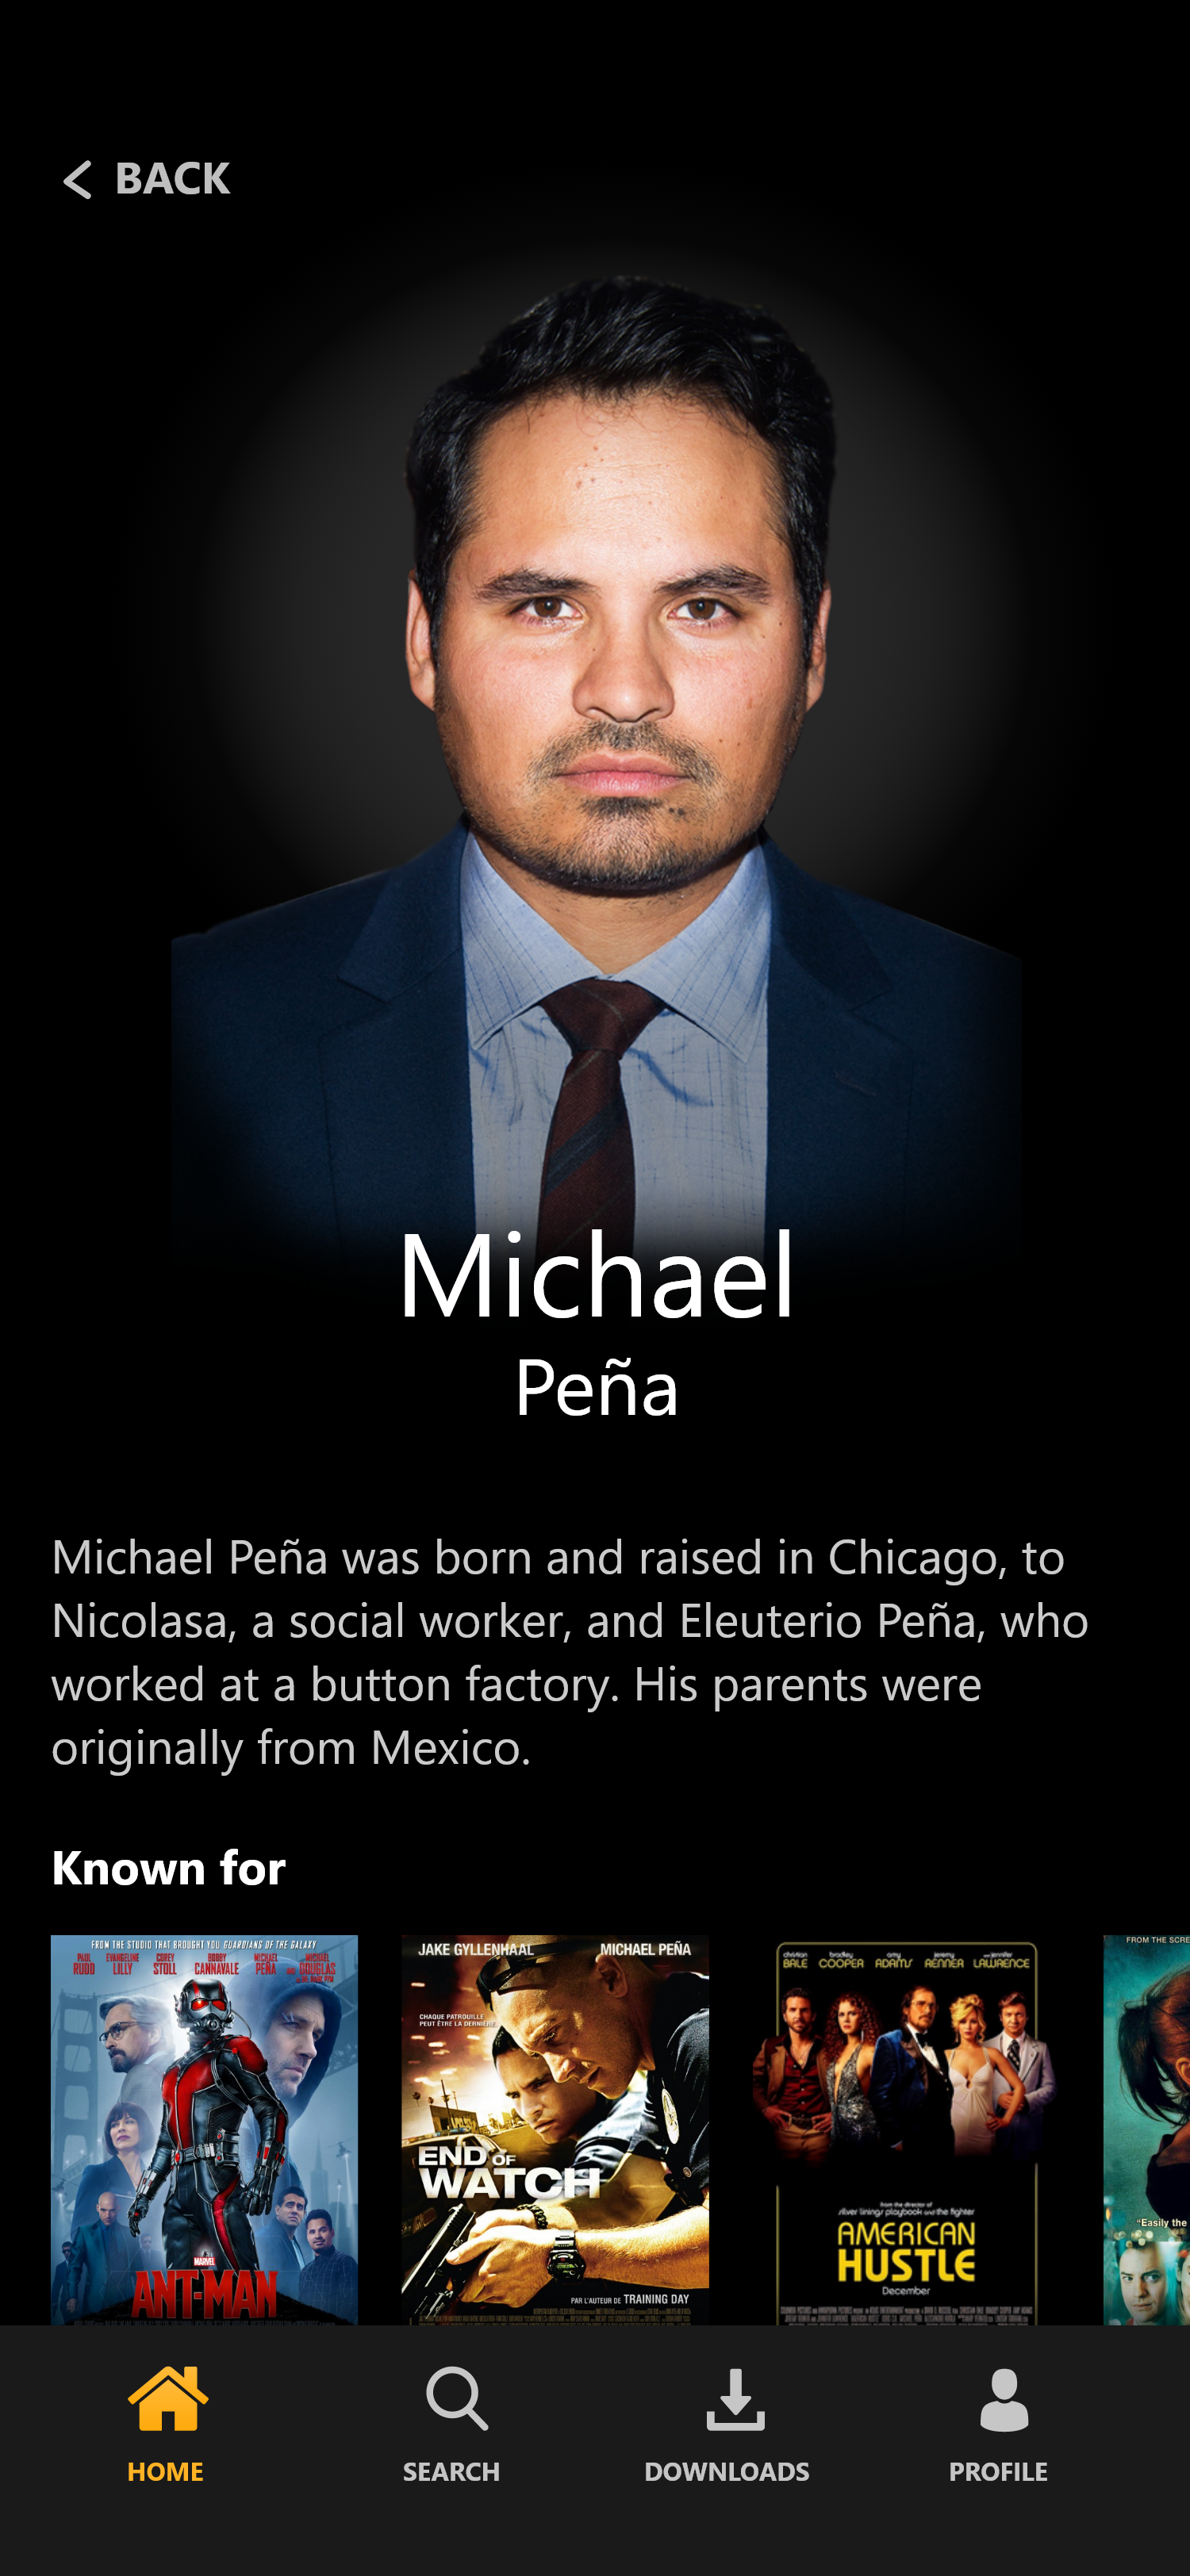 BACK
Michael
Peña
Michael Peña was born and raised in Chicago, to
Nicolasa, a social worker, and Eleuterio Peña, who
worked at a button factory. His parents were
originally from Mexico.
Known for
FROM THE STUDIO THAT BROUGHT YOU GUARDIANS OF THE GALAXY
PAUL RUDD EVANGELINE LILLY COREY STOLL BOBBY CANNAVALE MICHAEL PEÑA AND MICHAEL DOUGLAS
MARVEL
ANT-MAN
JAKE GYLLENHAAL MICHAEL PEÑA
CHAQUE PATROUILLE
PEUT ÊTRE LA DERNIÈRE
END OF
WATCH
PAR L'AUTEUR DE TRAINING DAY
christian BALE bradley COOPER amy ADAMS jeremy RENNER and jennifer LAWRENCE
from the director of
silver linings playbook and the fighter
AMERICAN
HUSTLE
December
FROM THE SCRE
"Easily the
HOME SEARCH DOWNLOADS PROFILE